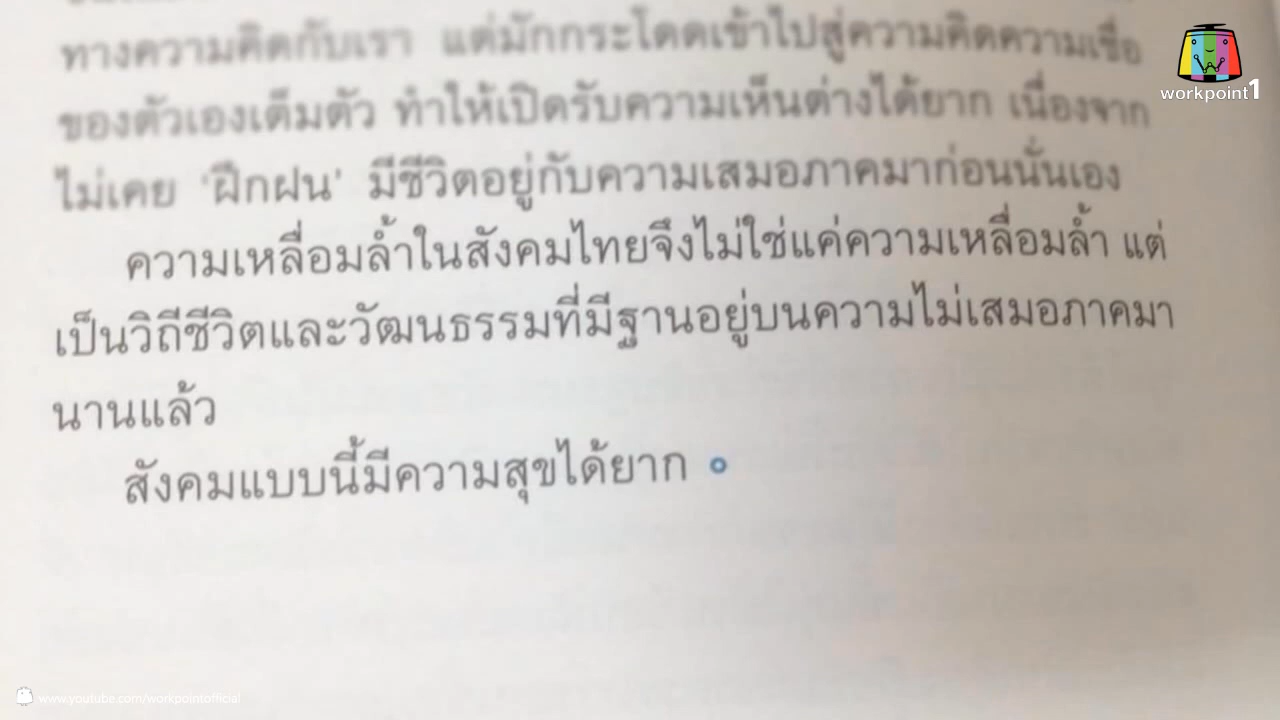 ทางความคิดกับเรา แต่มักกระโดดเข้าไปสู่ความคิดความเชื่อ
ของตัวเองเต็มตัว ทำให้เปิดรับความเห็นต่างได้ยาก เนื่องจาก
ไม่เคย 'ฝึกฝน' มีชีวิตอยู่กับความเสมอภาคมาก่อนนั่นเอง
ความเหลื่อมล้ำในสังคมไทยจึงไม่ใช่แค่ความเหลื่อมล้ำ แต่
เป็นวิถีชีวิตและวัฒนธรรมที่มีฐานอยู่บนความไม่เสมอภาคมา
นานแล้ว
สังคมแบบนี้มีความสุขได้ยาก
workpoint1
www.youtube.com/workpointofficial